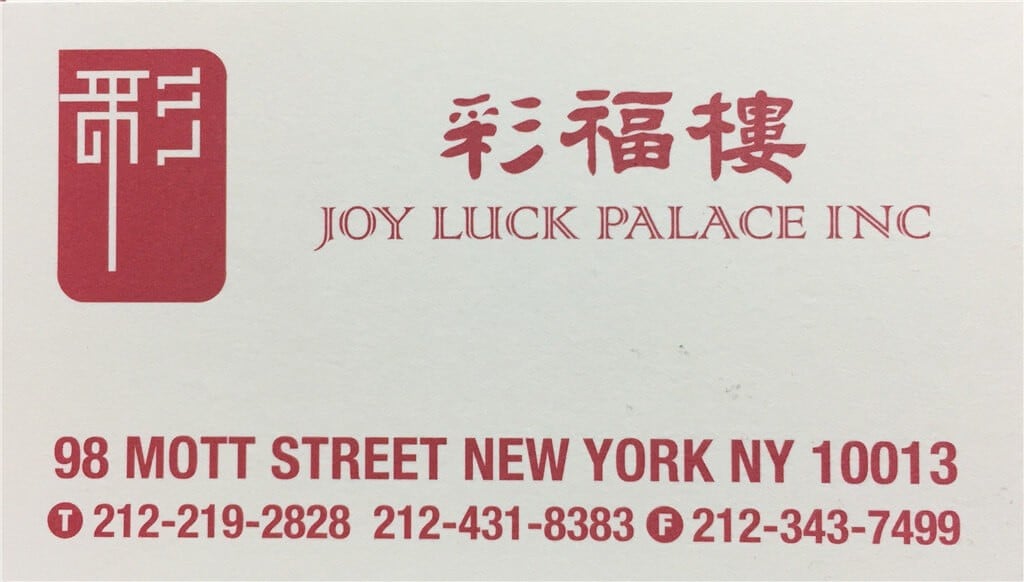 彩
彩福樓
JOY LUCK PALACE INC
98 MOTT STREET NEW YORK NY 10013
T 212-219-2828 212-431-8383 F 212-343-7499